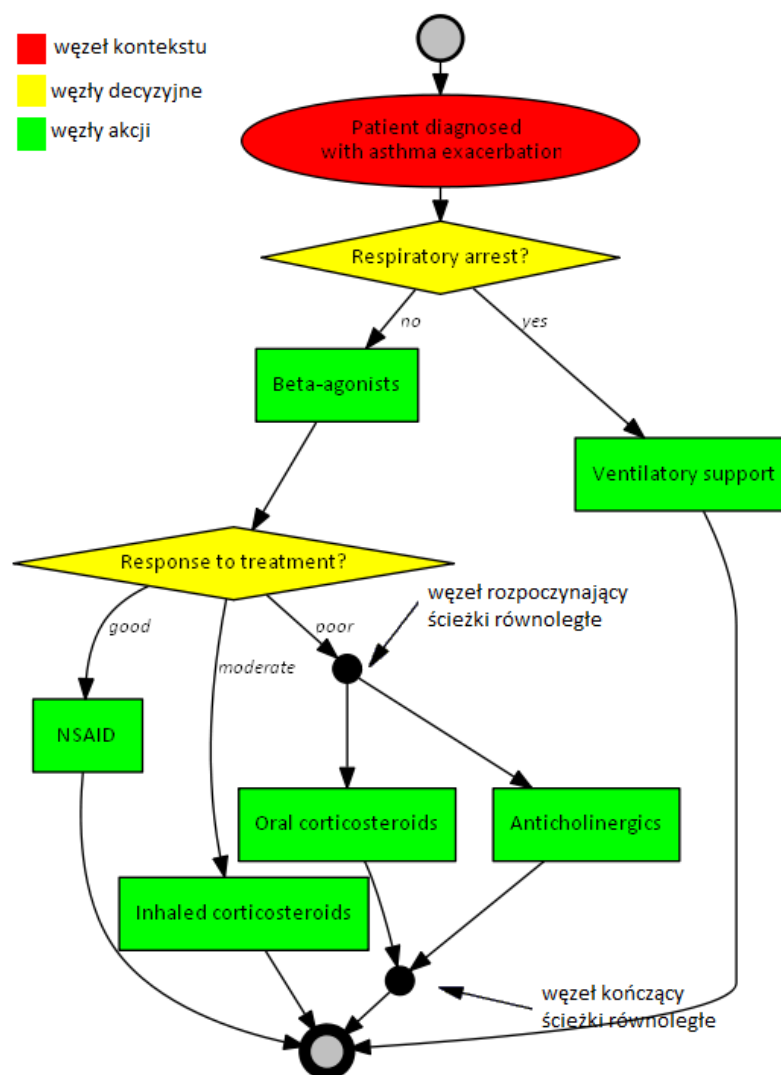 węzeł kontekstu
węzły decyzyjne
węzły akcji
Patient diagnosed
with asthma exacerbation
Respiratory arrest?
no
yes
Beta-agonists
Ventilatory support
Response to treatment?
good
moderate
poor
węzeł rozpoczynający
ścieżki równoległe
NSAID
Oral corticosteroids
Anticholinergics
Inhaled corticosteroids
węzeł kończący
ścieżki równoległe